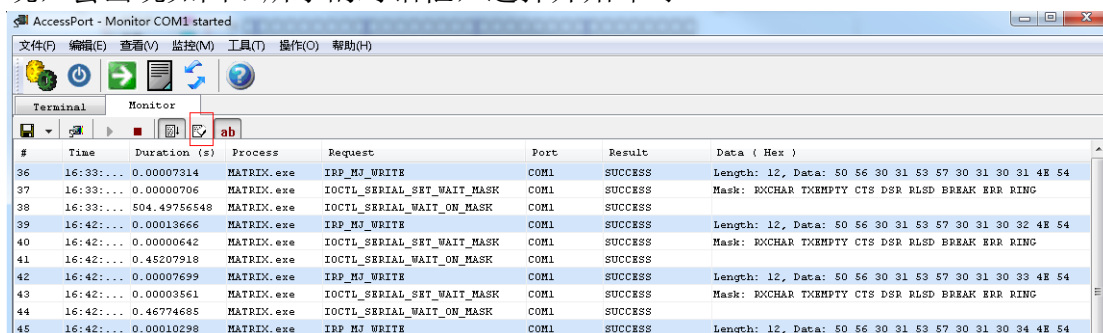 AccessPort - Monitor COM1 started
文件(F) 编辑(E) 查看(V) 监控(M) 工具(T) 操作(O) 帮助(H)
Terminal Monitor
ab
# Time Duration (s) Process Request Port Result Data ( Hex )
36 16:33:... 0.00007314 MATRIX.exe IRP_MJ_WRITE COM1 SUCCESS Length: 12, Data: 50 56 30 31 53 57 30 31 30 31 4E 54
37 16:33:... 0.00000706 MATRIX.exe IOCTL_SERIAL_SET_WAIT_MASK COM1 SUCCESS Mask: RXCHAR TXEMPTY CTS DSR RLSD BREAK ERR RING
38 16:33:... 504.49756548 MATRIX.exe IOCTL_SERIAL_WAIT_ON_MASK COM1 SUCCESS
39 16:42:... 0.00013666 MATRIX.exe IRP_MJ_WRITE COM1 SUCCESS Length: 12, Data: 50 56 30 31 53 57 30 31 30 32 4E 54
40 16:42:... 0.00000642 MATRIX.exe IOCTL_SERIAL_SET_WAIT_MASK COM1 SUCCESS Mask: RXCHAR TXEMPTY CTS DSR RLSD BREAK ERR RING
41 16:42:... 0.45207918 MATRIX.exe IOCTL_SERIAL_WAIT_ON_MASK COM1 SUCCESS
42 16:42:... 0.00007699 MATRIX.exe IRP_MJ_WRITE COM1 SUCCESS Length: 12, Data: 50 56 30 31 53 57 30 31 30 33 4E 54
43 16:42:... 0.00003561 MATRIX.exe IOCTL_SERIAL_SET_WAIT_MASK COM1 SUCCESS Mask: RXCHAR TXEMPTY CTS DSR RLSD BREAK ERR RING
44 16:42:... 0.46774685 MATRIX.exe IOCTL_SERIAL_WAIT_ON_MASK COM1 SUCCESS
45 16:42:... 0.00010298 MATRIX.exe IRP_MJ_WRITE COM1 SUCCESS Length: 12, Data: 50 56 30 31 53 57 30 31 30 34 4E 54